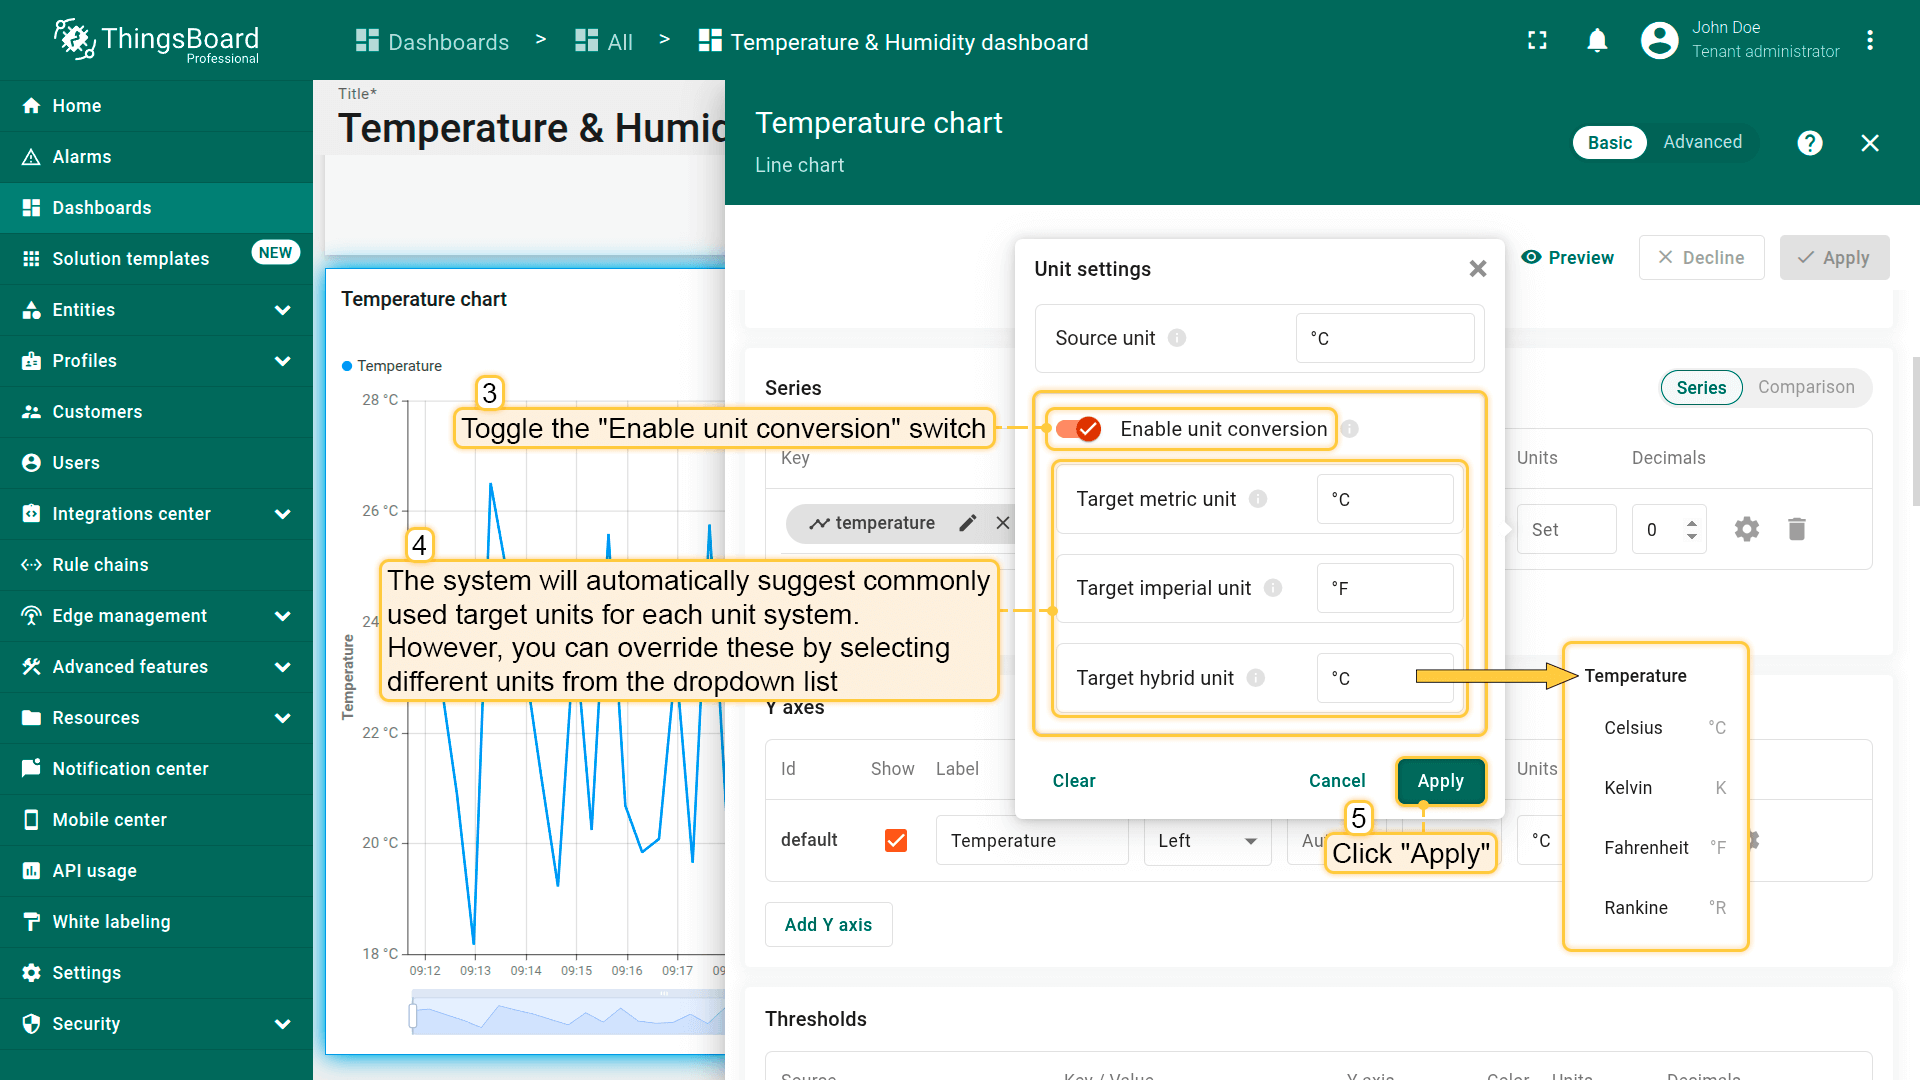 ThingsBoard
Professional
Dashboards > All > Temperature & Humidity dashboard
John Doe
Tenant administrator
Home
Alarms
Dashboards
Solution templates NEW
Entities
Profiles
Customers
Users
Integrations center
Rule chains
Edge management
Advanced features
Resources
Notification center
Mobile center
API usage
White labeling
Settings
Security
Title*
Temperature & Humid
Temperature chart
Temperature
28 °C
26 °C
24
22 °C
20 °C
18 °C
Temperature
09:12 09:13 09:14 09:15 09:16 09:17 09
Temperature chart
Line chart
Basic Advanced
Preview Decline Apply
Series
Series Comparison
Key Units Decimals
temperature Set 0
Y axes
Id Show Label Units
default Temperature Left Au °C
Add Y axis
Thresholds
Source Key / Value Y axis Color Units Decimals
Unit settings
Source unit °C
Enable unit conversion
Target metric unit °C
Target imperial unit °F
Target hybrid unit °C
Clear Cancel Apply
3
Toggle the "Enable unit conversion" switch
4
The system will automatically suggest commonly
used target units for each unit system.
However, you can override these by selecting
different units from the dropdown list
5
Click "Apply"
Temperature
Celsius °C
Kelvin K
Fahrenheit °F
Rankine °R